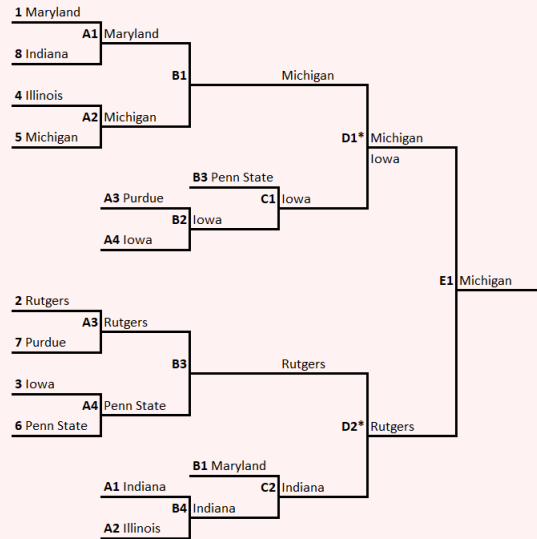 1 Maryland
A1 Maryland
8 Indiana
B1 Michigan
4 Illinois
A2 Michigan
5 Michigan
D1* Michigan
Iowa
B3 Penn State
A3 Purdue
C1 Iowa
B2 Iowa
A4 Iowa
E1 Michigan
2 Rutgers
A3 Rutgers
7 Purdue
B3 Rutgers
3 Iowa
A4 Penn State
6 Penn State
D2* Rutgers
B1 Maryland
A1 Indiana
C2 Indiana
B4 Indiana
A2 Illinois